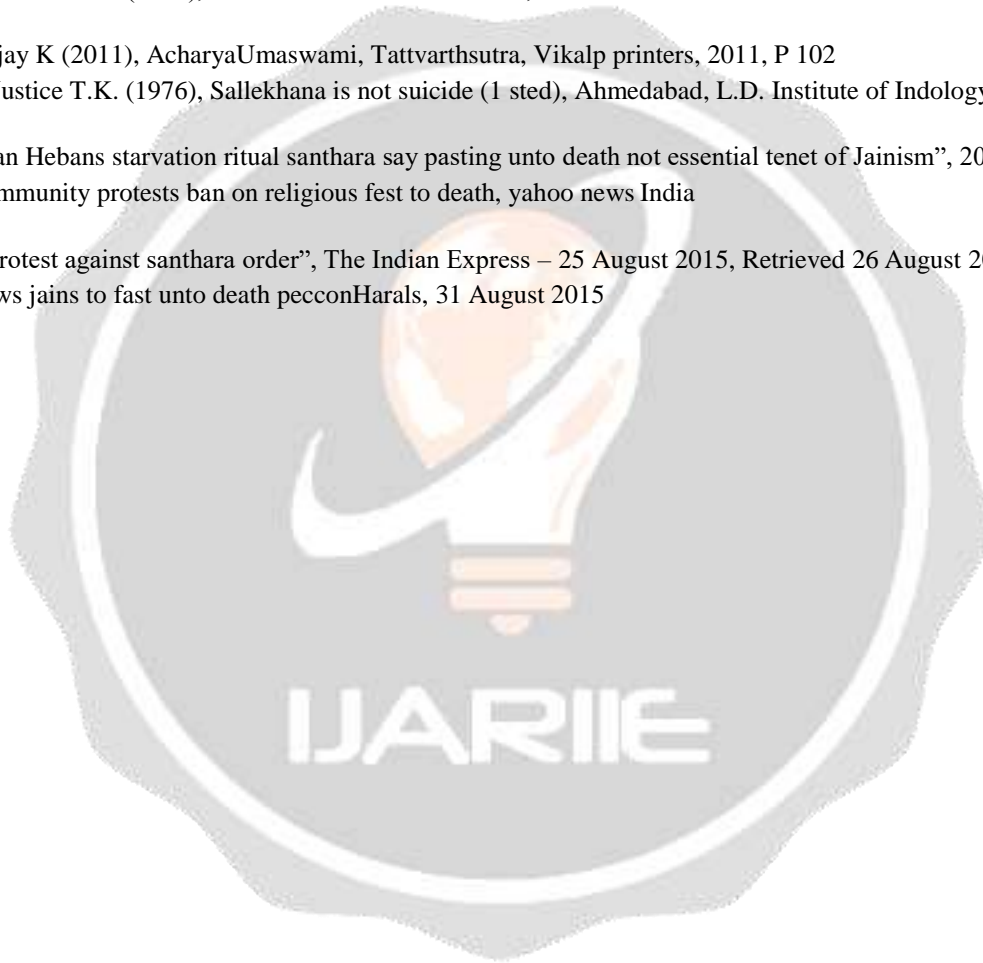 jay K (2011), AcharyaUmaswami, Tattvarthsutra, Vikalp printers, 2011, P 102
ustice T.K. (1976), Sallekhana is not suicide (1 sted), Ahmedabad, L.D. Institute of Indology
an Hebans starvation ritual santhara say pasting unto death not essential tenet of Jainism”, 20
mmunity protests ban on religious fest to death, yahoo news India
rotest against santhara order”, The Indian Express – 25 August 2015, Retrieved 26 August 20
ws jains to fast unto death pecconHarals, 31 August 2015
IJARIIE